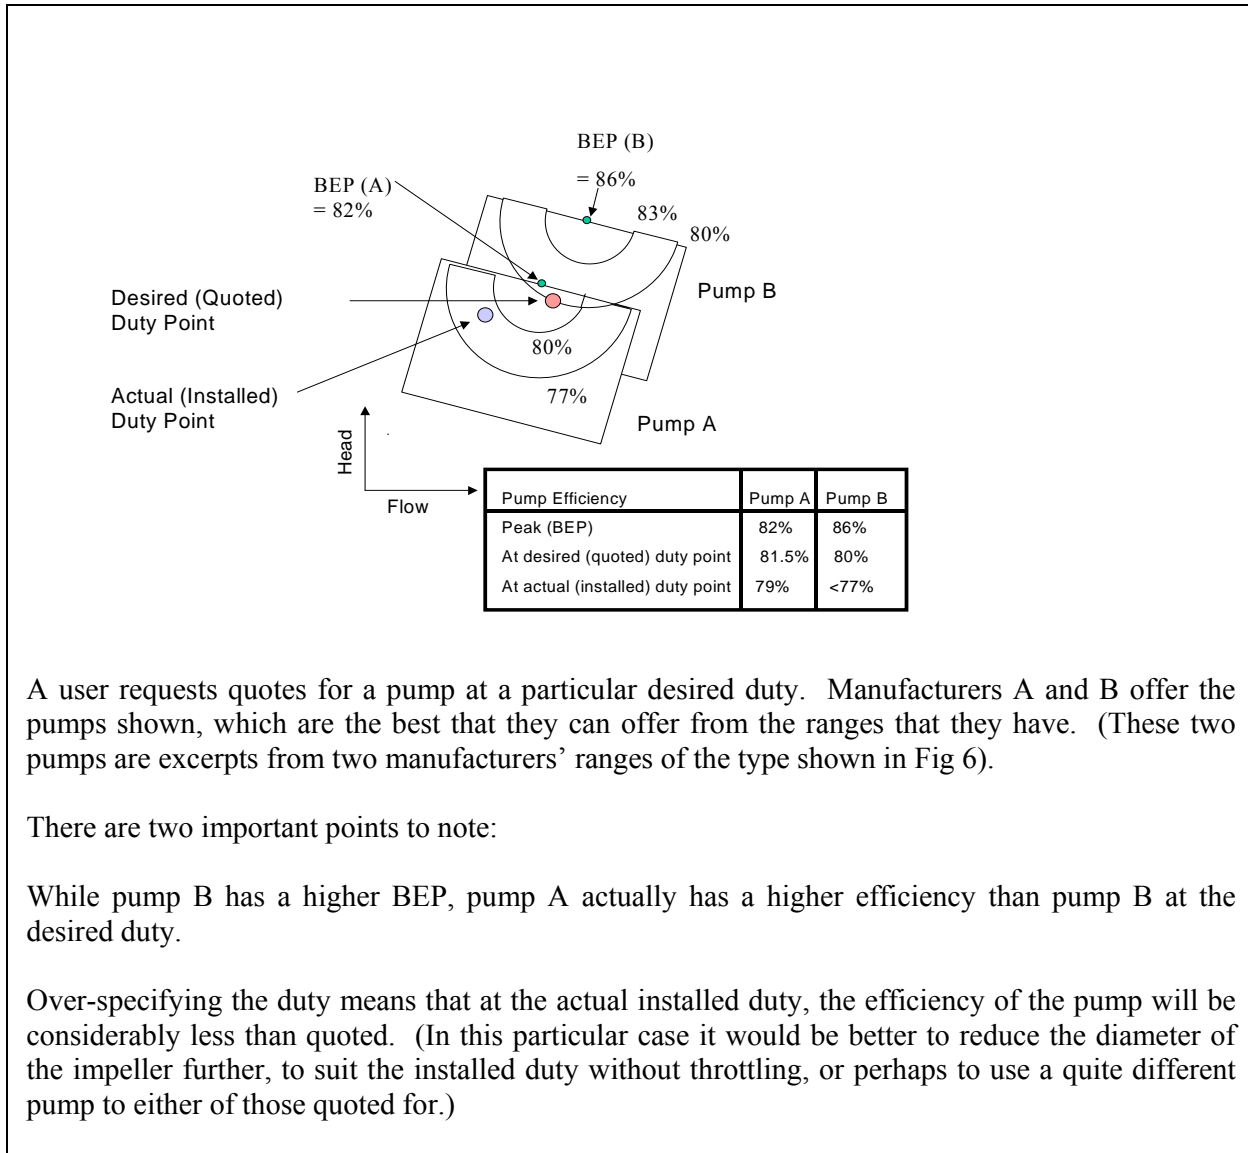 BEP (B)
= 86%
BEP (A)
= 82%
83%
80%
Pump B
Desired (Quoted)
Duty Point
80%
Actual (Installed)
Duty Point
77%
Pump A
Head
Flow
Pump Efficiency Pump A Pump B
Peak (BEP) 82% 86%
At desired (quoted) duty point 81.5% 80%
At actual (installed) duty point 79% <77%
A user requests quotes for a pump at a particular desired duty. Manufacturers A and B offer the
pumps shown, which are the best that they can offer from the ranges that they have. (These two
pumps are excerpts from two manufacturers’ ranges of the type shown in Fig 6).
There are two important points to note:
While pump B has a higher BEP, pump A actually has a higher efficiency than pump B at the
desired duty.
Over-specifying the duty means that at the actual installed duty, the efficiency of the pump will be
considerably less than quoted. (In this particular case it would be better to reduce the diameter of
the impeller further, to suit the installed duty without throttling, or perhaps to use a quite different
pump to either of those quoted for.)